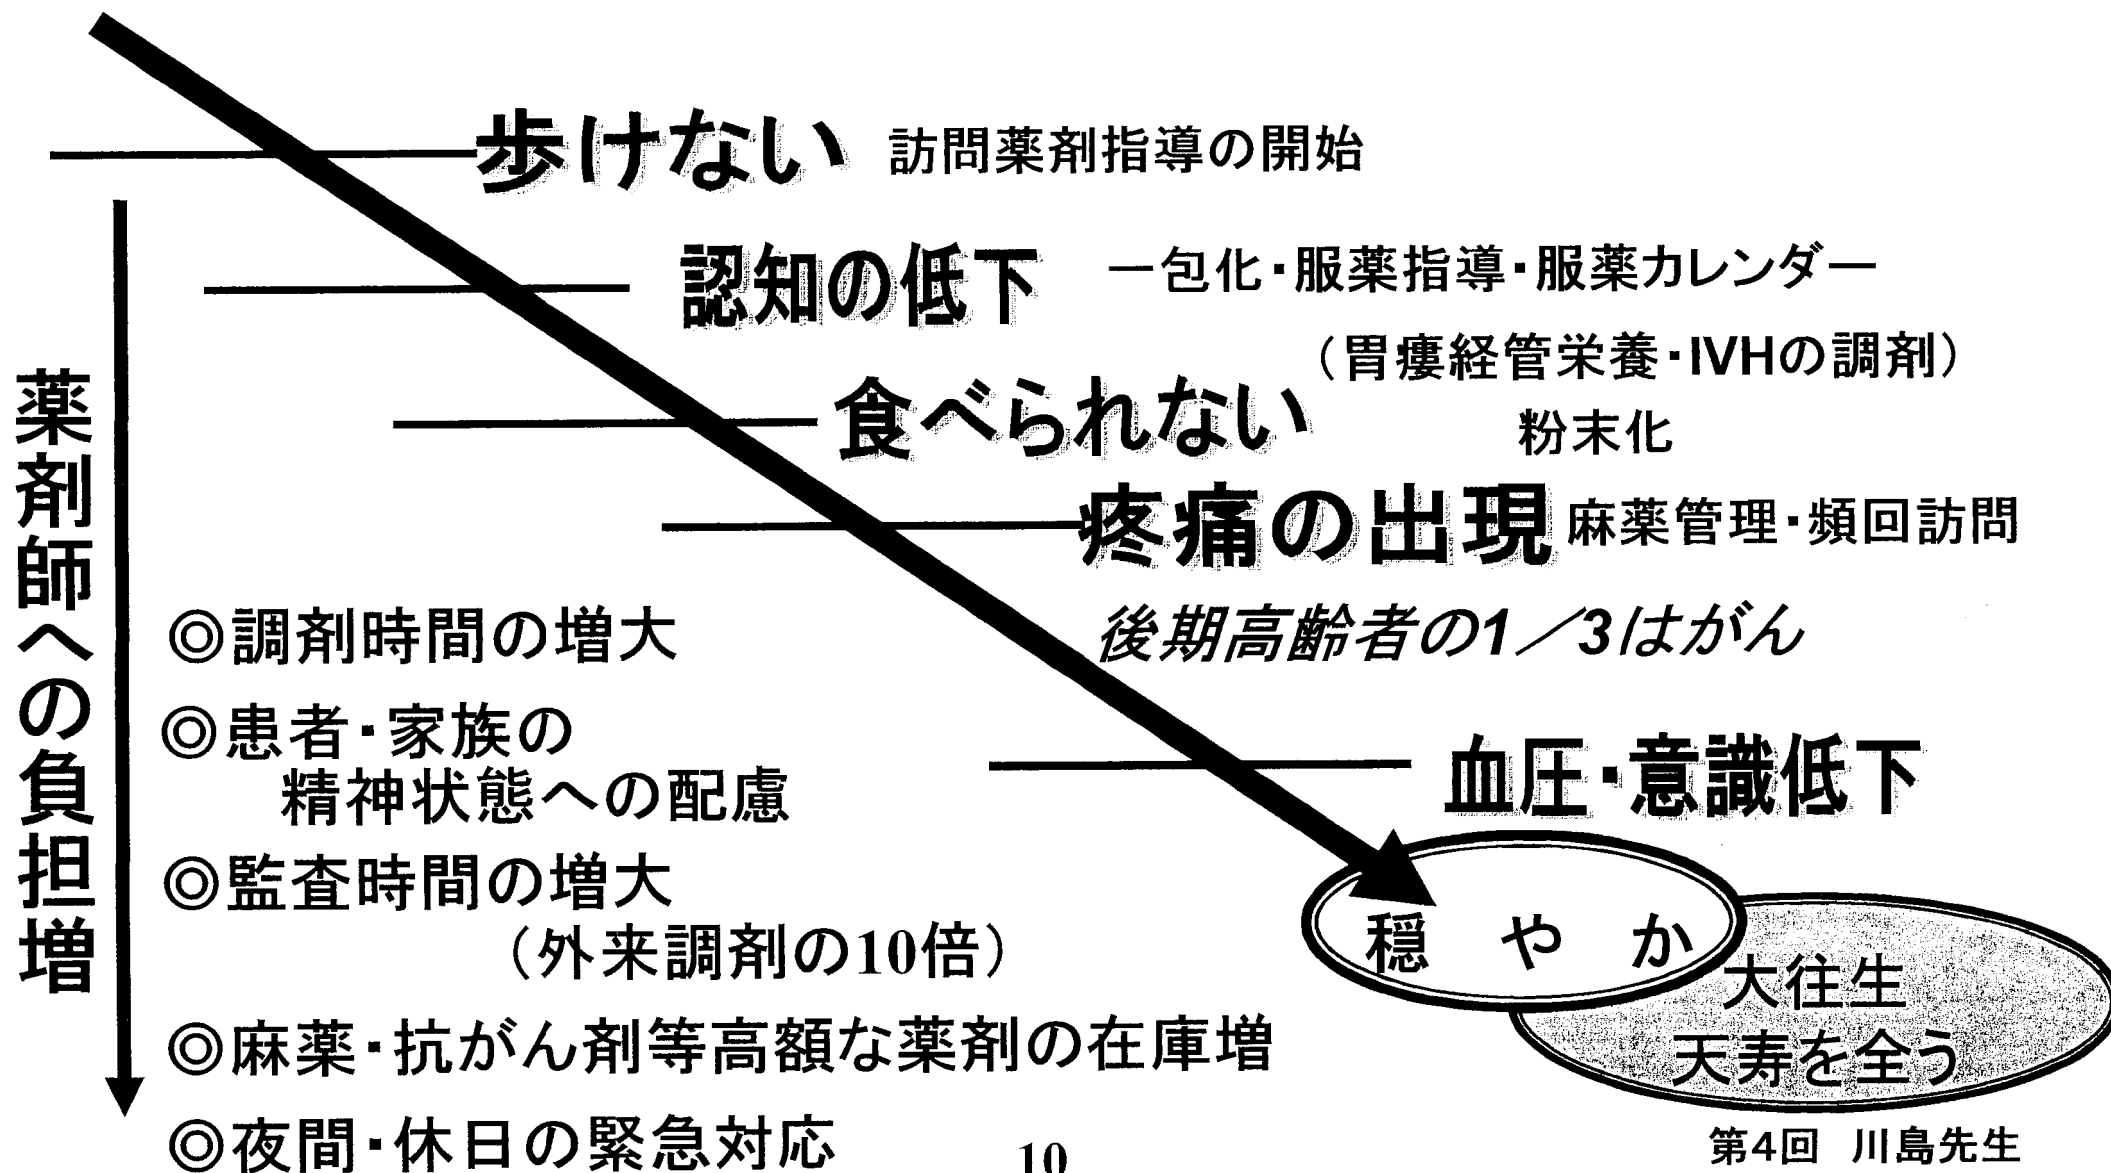 歩けない 訪問薬剤指導の開始
認知の低下 一包化・服薬指導・服薬カレンダー
（胃瘻経管栄養・IVHの調剤）
食べられない 粉末化
疼痛の出現 麻薬管理・頻回訪問
後期高齢者の1／3はがん
血圧・意識低下
穏やか
大往生
天寿を全う
薬剤師への負担増
◎調剤時間の増大
◎患者・家族の
精神状態への配慮
◎監査時間の増大
（外来調剤の10倍）
◎麻薬・抗がん剤等高額な薬剤の在庫増
◎夜間・休日の緊急対応
10
第4回 川島先生